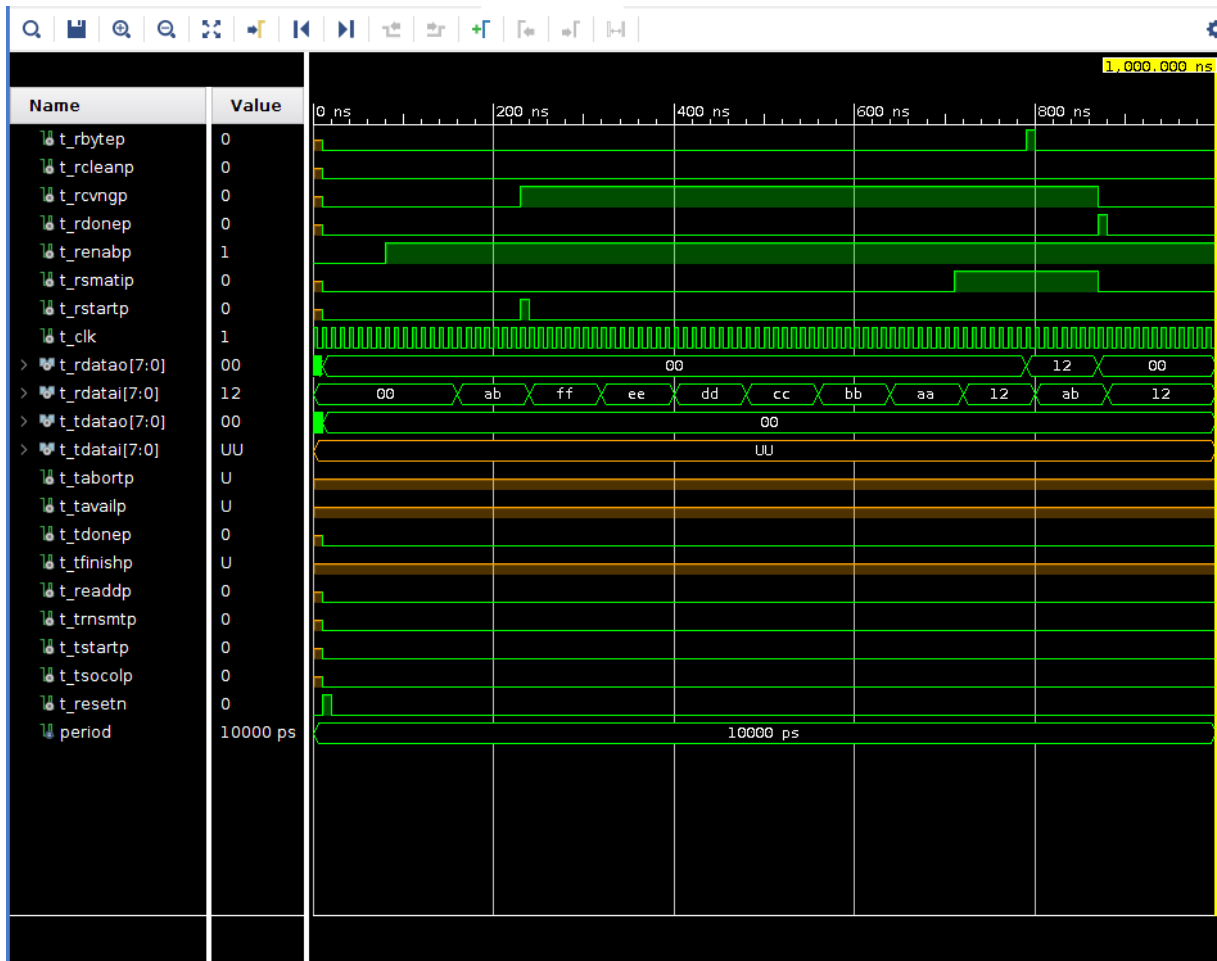 1,000.000 ns
Name Value 0 ns 200 ns 400 ns 600 ns 800 ns
t_rbytep 0
t_rcleanp 0
t_rcvngp 0
t_rdonep 0
t_renabp 1
t_rsmatip 0
t_rstartp 0
t_clk 1
t_rdatao[7:0] 00 00 12 00
t_rdatai[7:0] 12 00 ab ff ee dd cc bb aa 12 ab 12
t_tdatao[7:0] 00 00
t_tdatai[7:0] UU UU
t_tabortp U
t_tavailp U
t_tdonep 0
t_tfinishp U
t_readdp 0
t_trnsmtp 0
t_tstartp 0
t_tsocolp 0
t_resetn 0
period 10000 ps 10000 ps